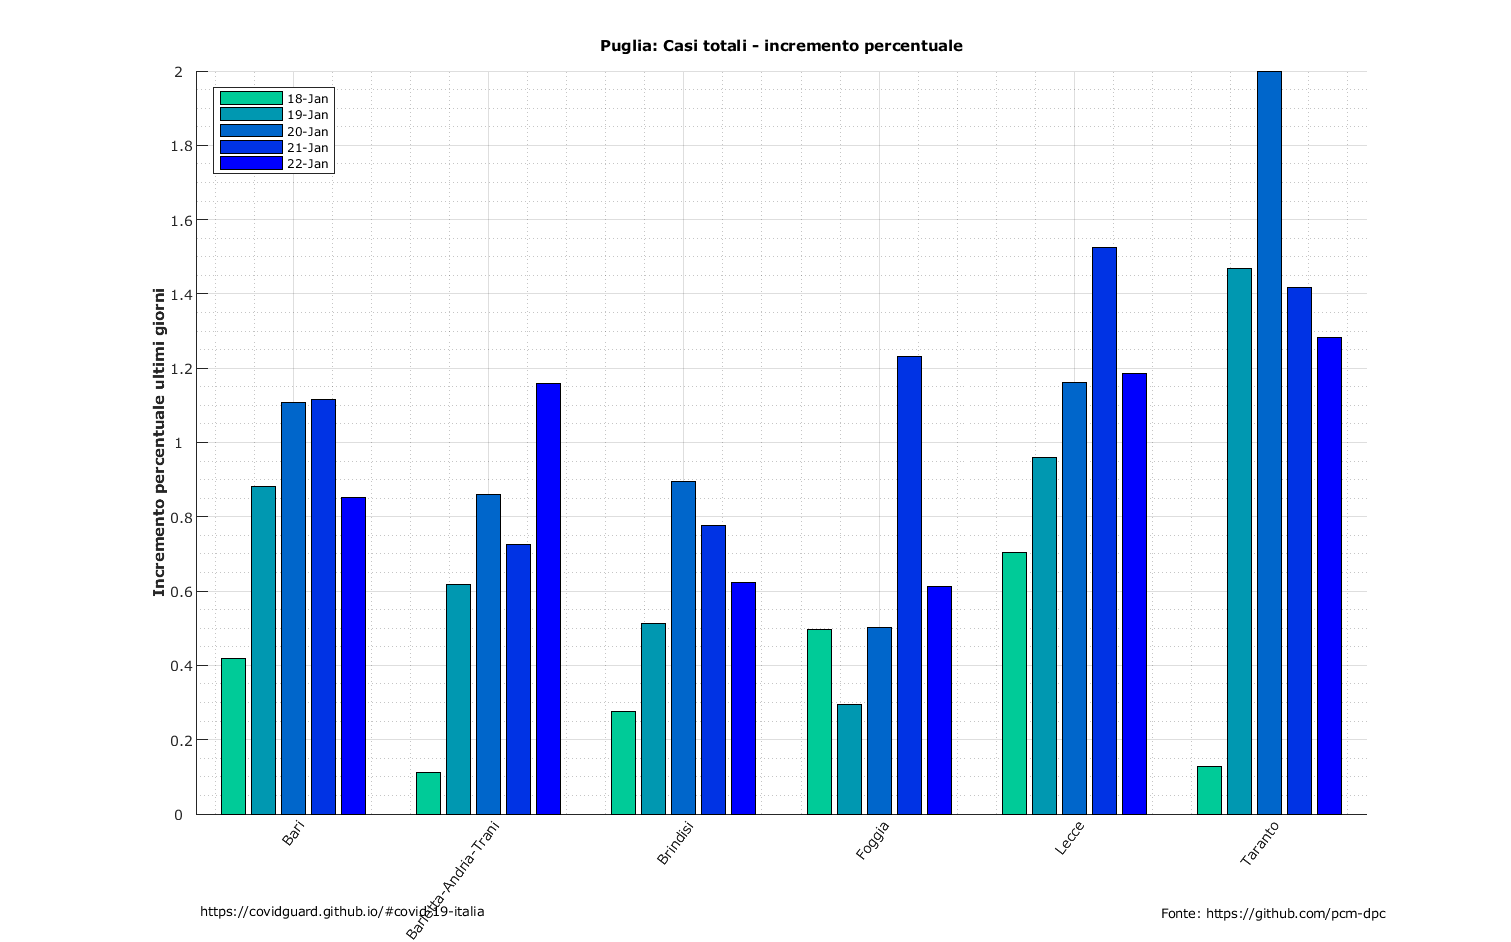 Puglia: Casi totali - incremento percentuale
18-Jan
19-Jan
20-Jan
21-Jan
22-Jan
Incremento percentuale ultimi giorni
2
1.8
1.6
1.4
1.2
1
0.8
0.6
0.4
0.2
0
Bari
Barletta-Andria-Trani
Brindisi
Foggia
Lecce
Taranto
https://covidguard.github.io/#covid-19-italia
Fonte: https://github.com/pcm-dpc